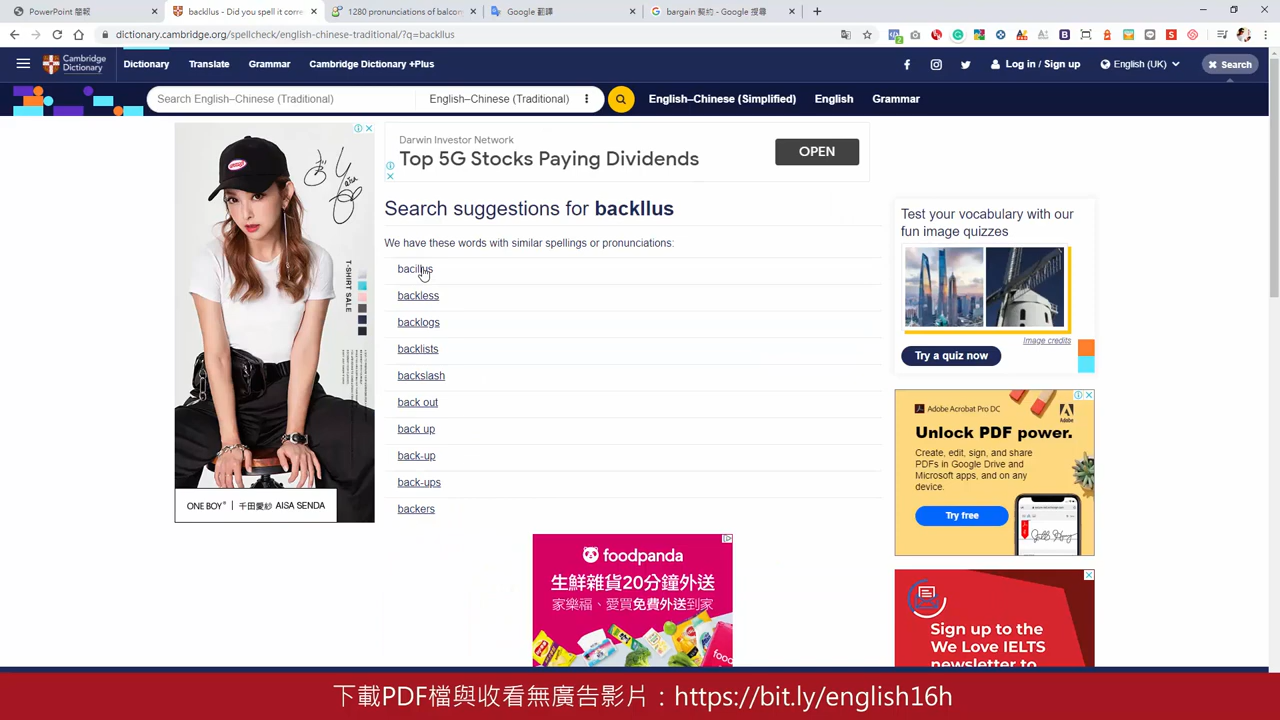 PowerPoint 簡報
backllus - Did you spell it corre
1280 pronunciations of balcon
Google 翻譯
bargain 契約 - Google 搜尋
dictionary.cambridge.org/spellcheck/english-chinese-traditional/?q=backllus
Cambridge
Dictionary
Dictionary
Translate
Grammar
Cambridge Dictionary +Plus
Log in / Sign up
English (UK)
Search
Search English–Chinese (Traditional)
English–Chinese (Traditional)
English–Chinese (Simplified)
English
Grammar
Darwin Investor Network
Top 5G Stocks Paying Dividends
OPEN
Search suggestions for backllus
We have these words with similar spellings or pronunciations:
bacillus
backless
backlogs
backlists
backslash
back out
back up
back-up
back-ups
backers
T-SHIRT SALE
ONE BOY® | 千田愛紗 AISA SENDA
Test your vocabulary with our
fun image quizzes
Image credits
Try a quiz now
Adobe Acrobat Pro DC
Unlock PDF power.
Create, edit, sign, and share
PDFs in Google Drive and
Microsoft apps, and on any
device.
Try free
foodpanda
生鮮雜貨20分鐘外送
家樂福、愛買免費外送到家
Sign up to the
We Love IELTS
newsletter to
下載PDF檔與收看無廣告影片：https://bit.ly/english16h